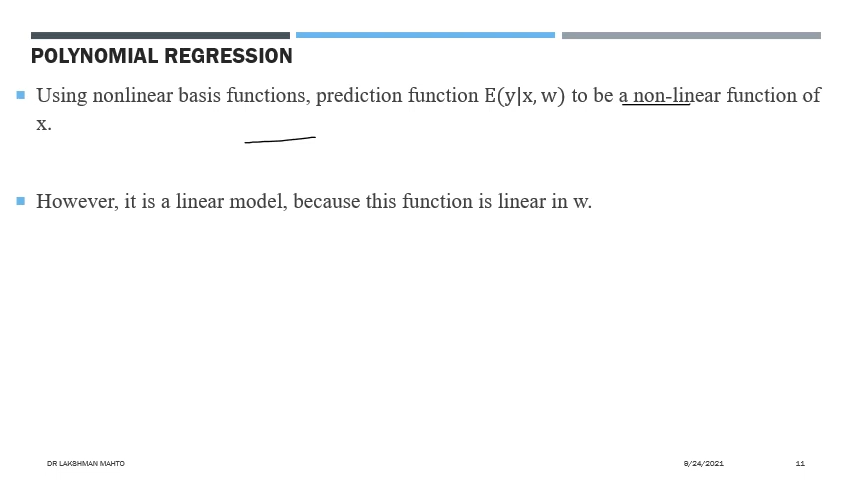 POLYNOMIAL REGRESSION
Using nonlinear basis functions, prediction function E(y|x, w) to be a non-linear function of
x.
However, it is a linear model, because this function is linear in w.
DR LAKSHMAN MAHTO 9/24/2021 11